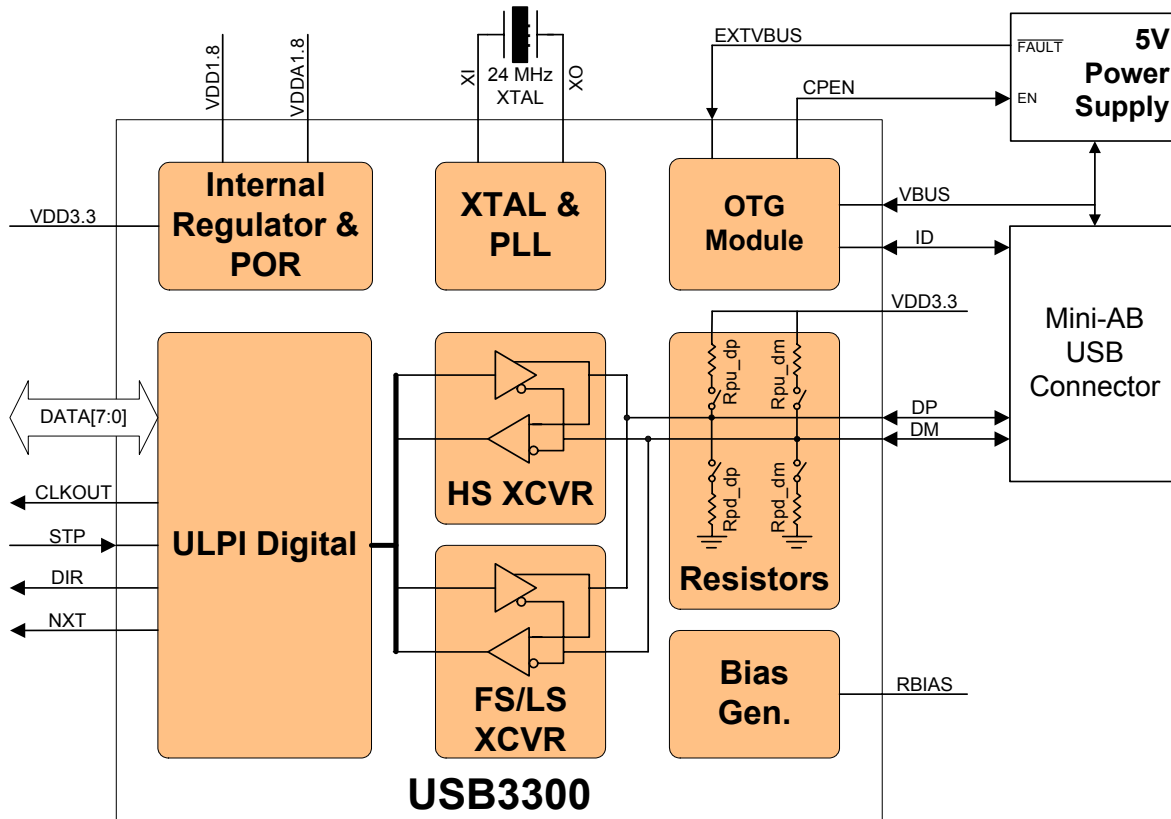 VDD1.8
VDDA1.8
XI
24 MHz
XTAL
XO
EXTVBUS
CPEN
FAULT
EN
5V
Power
Supply
Internal
Regulator &
POR
XTAL &
PLL
OTG
Module
VDD3.3
VBUS
ID
VDD3.3
Mini-AB
USB
Connector
Rpu_dp
Rpu_dm
DP
DM
Rpd_dp
Rpd_dm
Resistors
DATA[7:0]
CLKOUT
STP
DIR
NXT
ULPI Digital
HS XCVR
FS/LS
XCVR
Bias
Gen.
RBIAS
USB3300